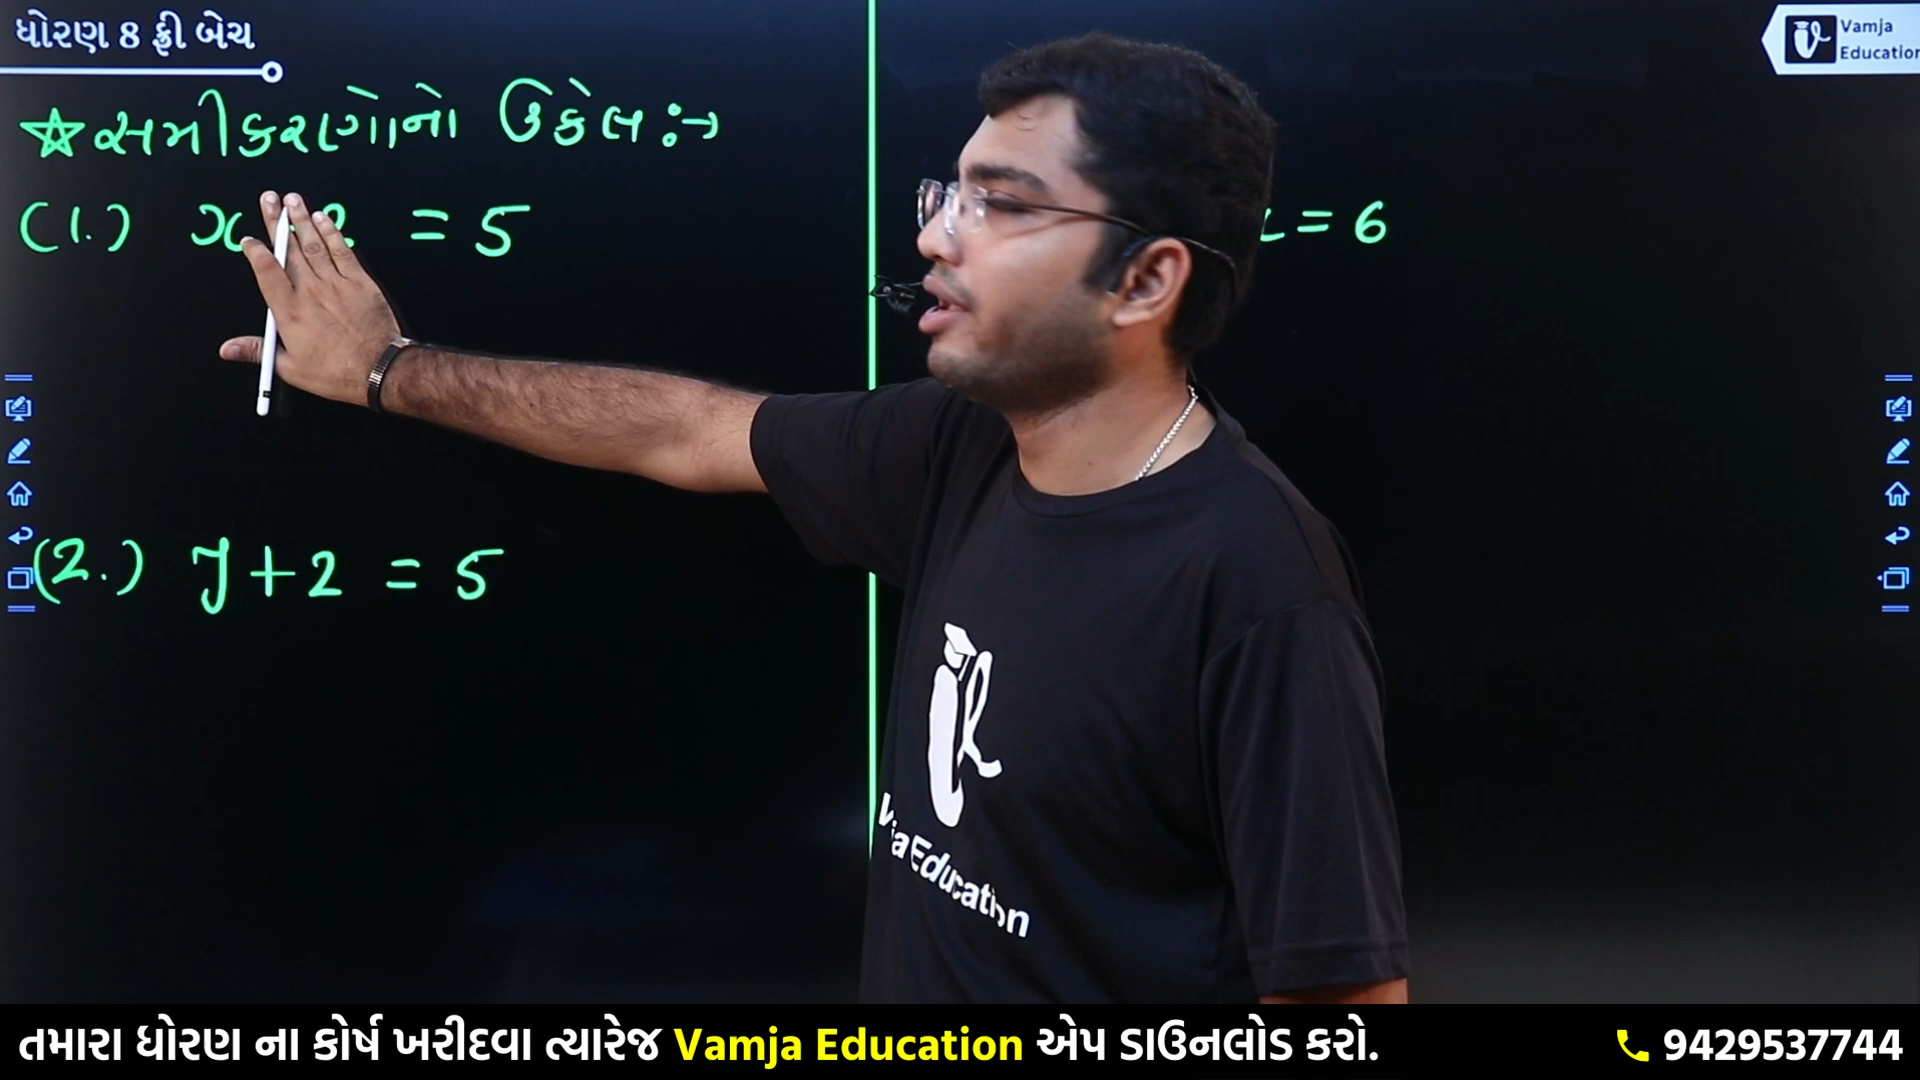 ધોરણ 8 ફ્રી બેચ
Vamja
Education
સમીકરણોનો ઉકેલ :→
(1.) x 2 = 5
= 6
(2.) y + 2 = 5
Education
તમારા ધોરણ ના કોર્ષ ખરીદવા ત્યારેજ Vamja Education એપ ડાઉનલોડ કરો.
9429537744